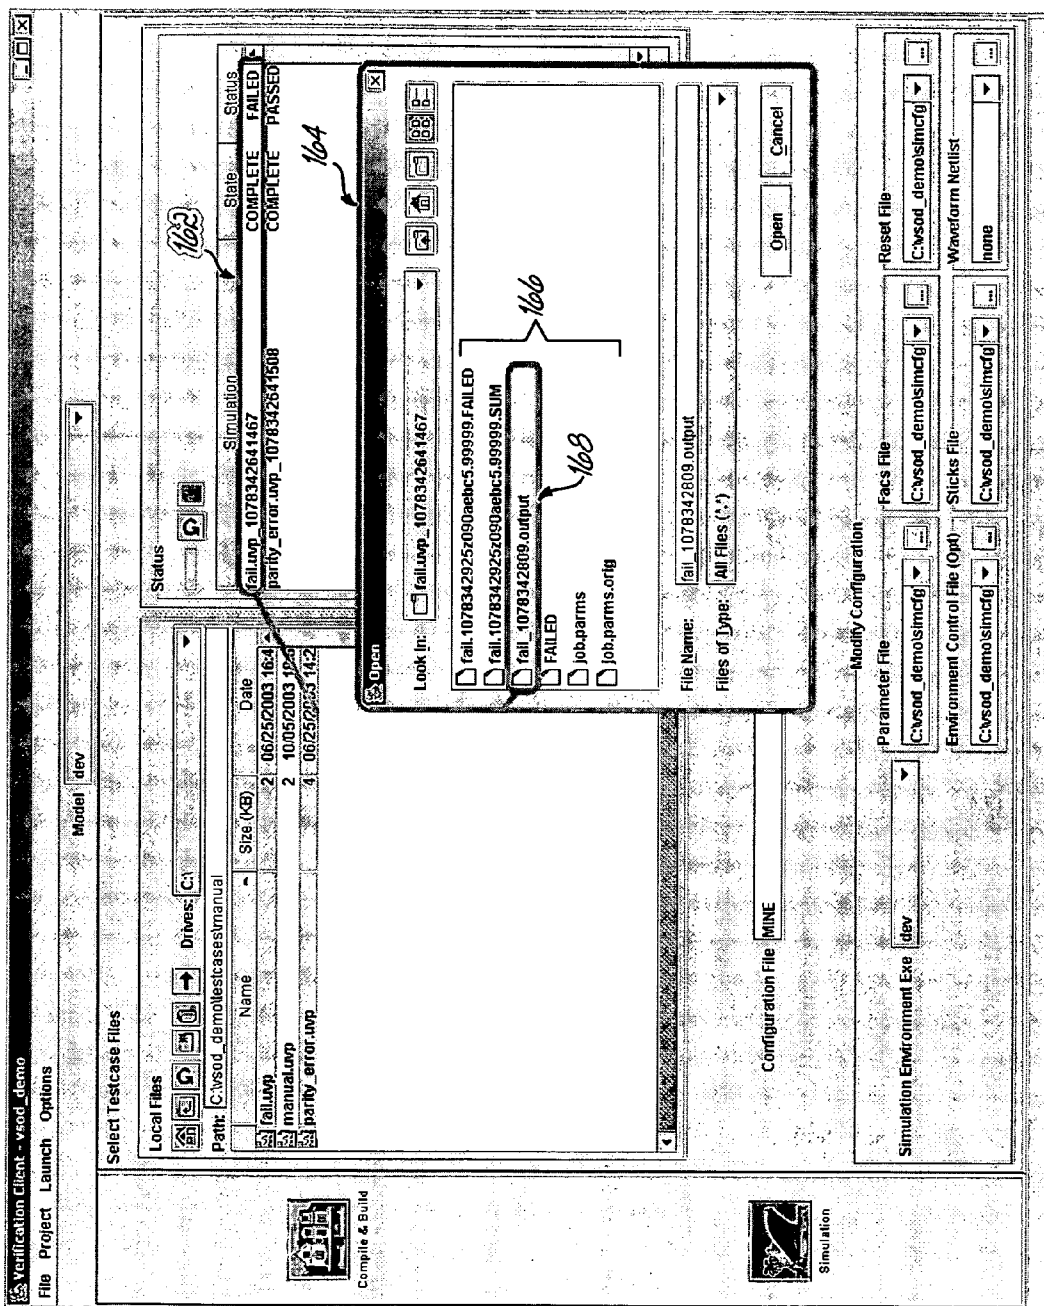 Verification Client - vsod_demo
File Project Launch Options
Model dev
Select Testcase Files
Local Files
Drives: C:\
Path: C:\vsod_demo\testcases\manual
Name Size (KB) Date
fail.uvp 2 06/25/2003 16:4
manual.uvp 2 10/05/2003
parity_error.uvp 4 06/25/2003 14:2
Status
Simulation State Status
fail.uvp_1078342641467 COMPLETE FAILED
parity_error.uvp_1078342641508 COMPLETE PASSED
162
164
Open
Look In: fail.uvp_1078342641467
fail.1078342925z090aebc5.99999.FAILED
fail.1078342925z090aebc5.99999.SUM
fail_1078342809.output
FAILED
job.parms
job.parms.orig
166
168
File Name: fail_1078342809.output
Files of Type: All Files (*.*)
Open Cancel
Compile & Build
Simulation
Configuration File MINE
Modify Configuration
Simulation Environment Exe dev
Parameter File
C:\vsod_demo\simcfg ...
Facs File
C:\vsod_demo\simcfg ...
Reset File
C:\vsod_demo\simcfg ...
Environment Control File (Opt)
C:\vsod_demo\simcfg ...
Sticks File
C:\vsod_demo\simcfg ...
Waveform Netlist
none ...